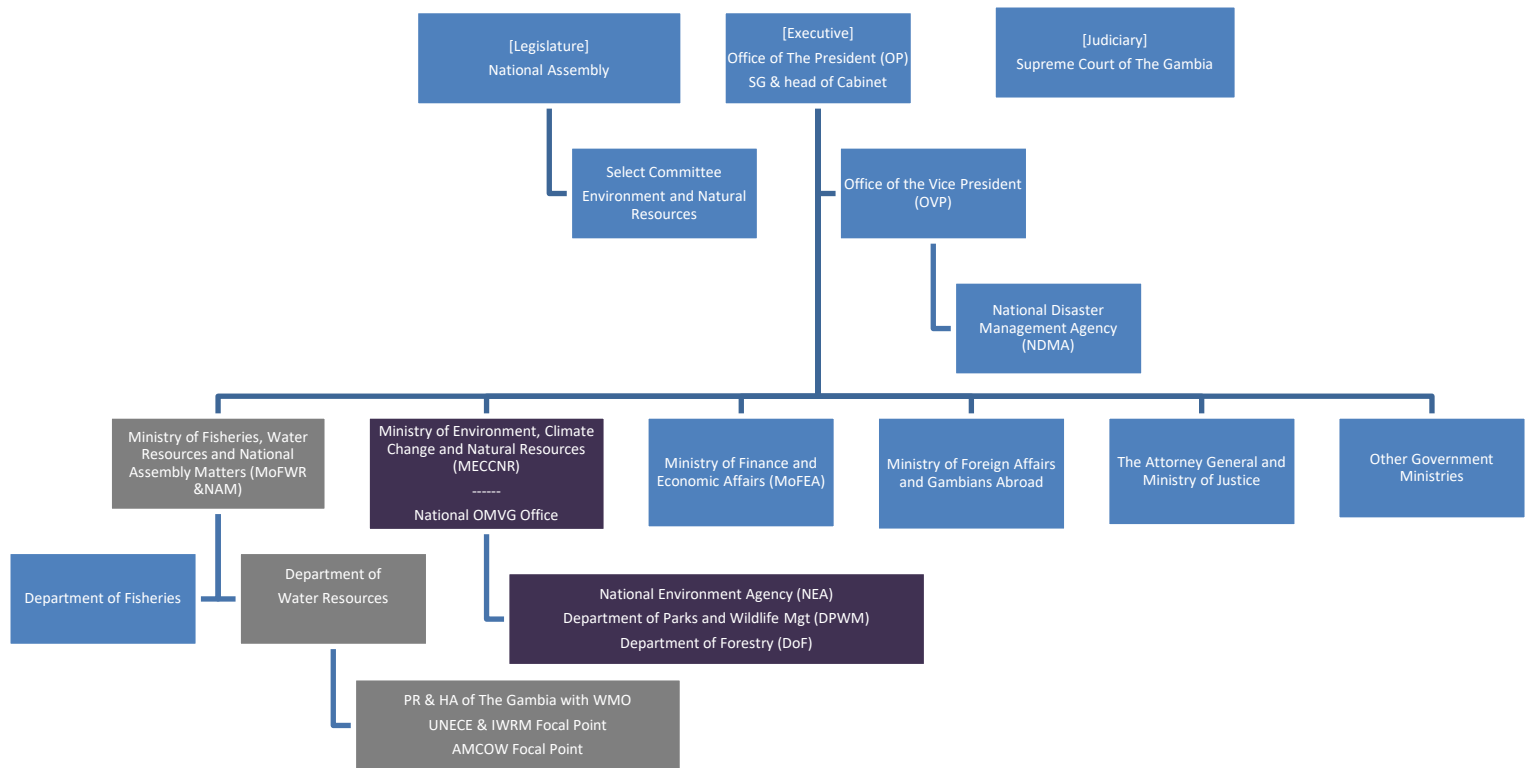 [Legislature]
National Assembly
[Executive]
Office of The President (OP)
SG & head of Cabinet
[Judiciary]
Supreme Court of The Gambia
Select Committee
Environment and Natural
Resources
Office of the Vice President
(OVP)
National Disaster
Management Agency
(NDMA)
Ministry of Fisheries, Water
Resources and National
Assembly Matters (MoFWR
&NAM)
Ministry of Environment, Climate
Change and Natural Resources
(MECCNR)
------
National OMVG Office
Ministry of Finance and
Economic Affairs (MoFEA)
Ministry of Foreign Affairs
and Gambians Abroad
The Attorney General and
Ministry of Justice
Other Government
Ministries
Department of Fisheries
Department of
Water Resources
National Environment Agency (NEA)
Department of Parks and Wildlife Mgt (DPWM)
Department of Forestry (DoF)
PR & HA of The Gambia with WMO
UNECE & IWRM Focal Point
AMCOW Focal Point